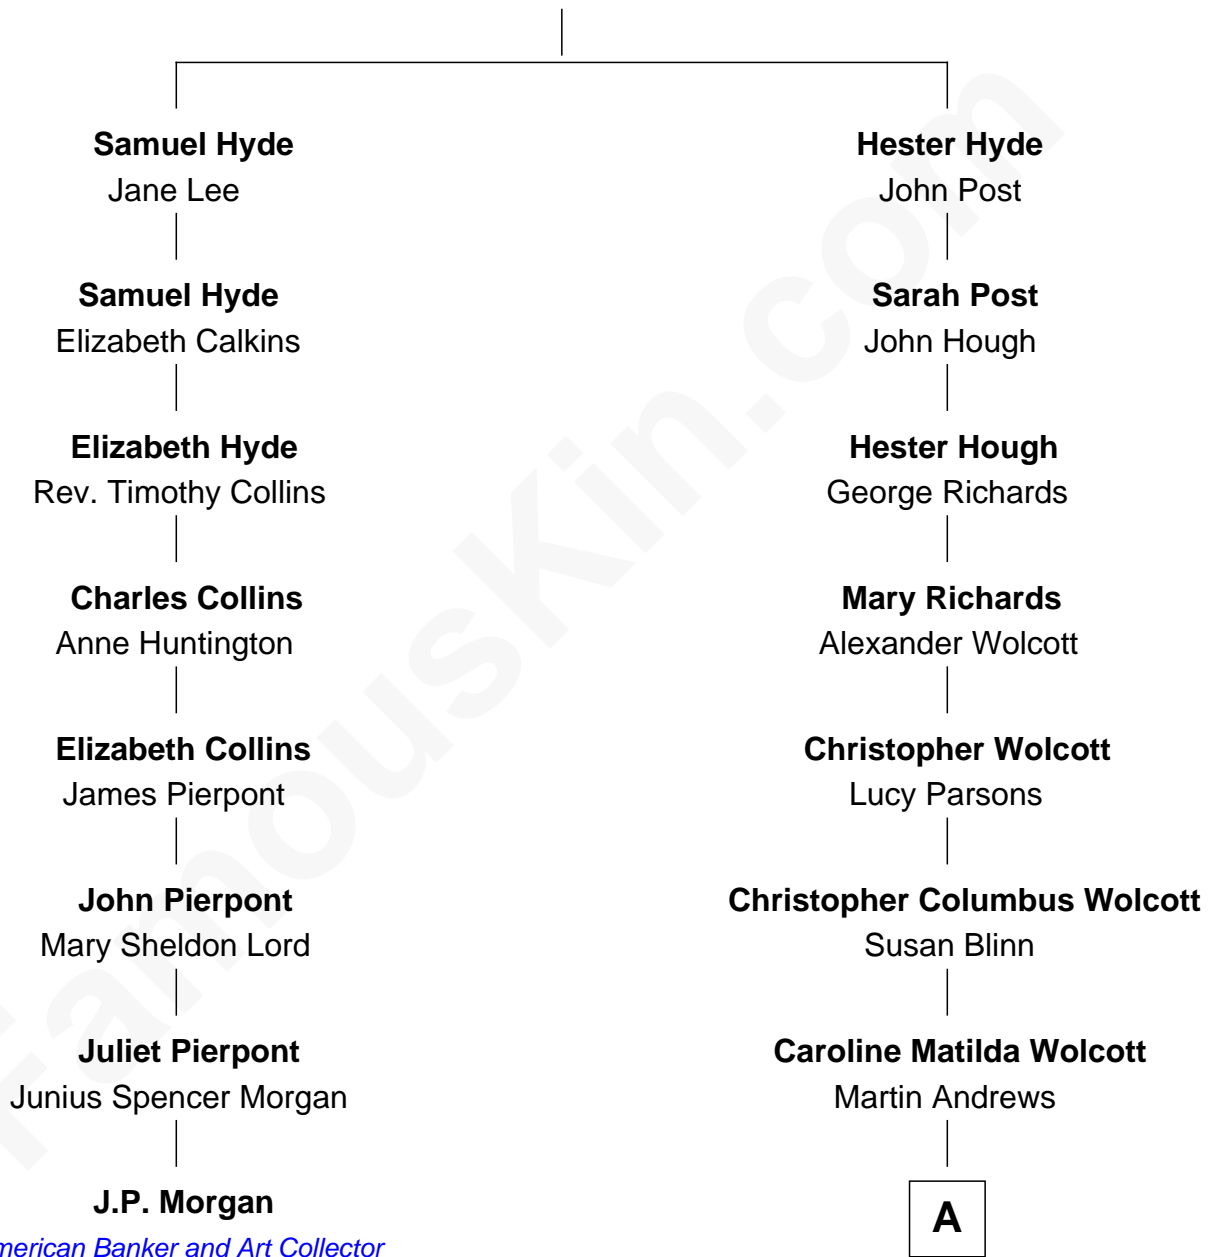 Samuel Hyde
Jane Lee
Hester Hyde
John Post
Samuel Hyde
Elizabeth Calkins
Sarah Post
John Hough
Elizabeth Hyde
Rev. Timothy Collins
Hester Hough
George Richards
Charles Collins
Anne Huntington
Mary Richards
Alexander Wolcott
Elizabeth Collins
James Pierpont
Christopher Wolcott
Lucy Parsons
John Pierpont
Mary Sheldon Lord
Christopher Columbus Wolcott
Susan Blinn
Juliet Pierpont
Junius Spencer Morgan
Caroline Matilda Wolcott
Martin Andrews
J.P. Morgan
merican Banker and Art Collector
A
FamousKin.com